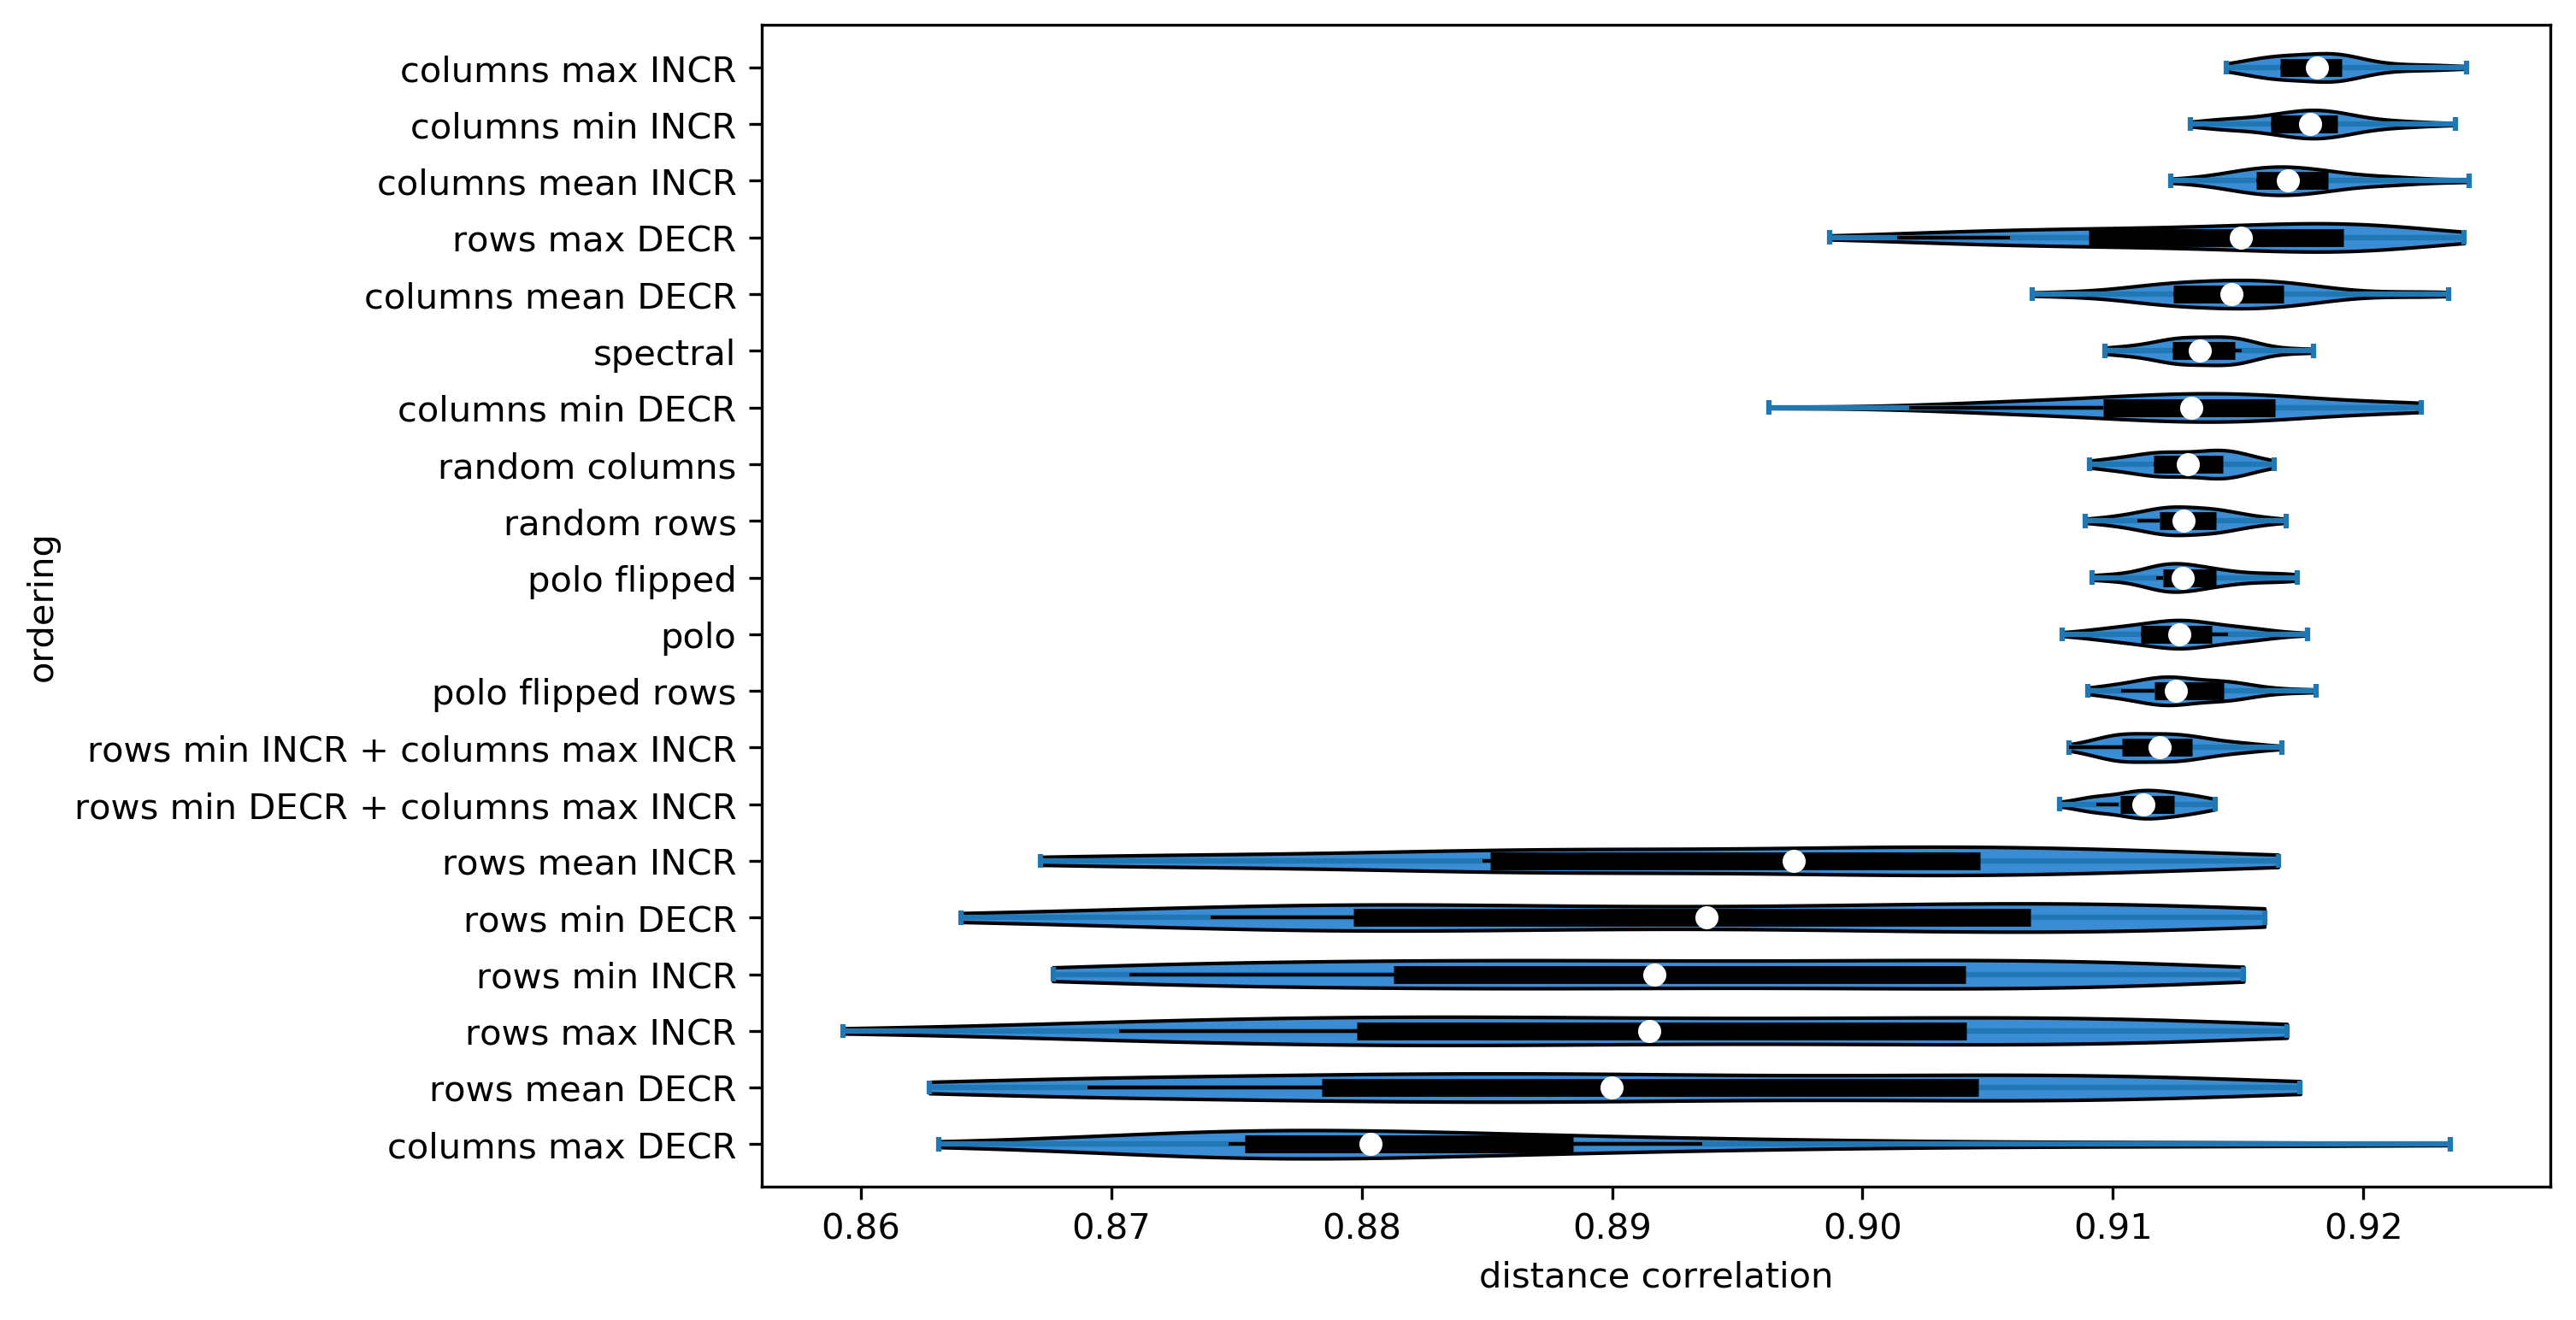 columns max INCR
columns min INCR
columns mean INCR
rows max DECR
columns mean DECR
spectral
columns min DECR
random columns
random rows
polo flipped
polo
polo flipped rows
rows min INCR + columns max INCR
rows min DECR + columns max INCR
rows mean INCR
rows min DECR
rows min INCR
rows max INCR
rows mean DECR
columns max DECR
ordering
0.86 0.87 0.88 0.89 0.90 0.91 0.92
distance correlation